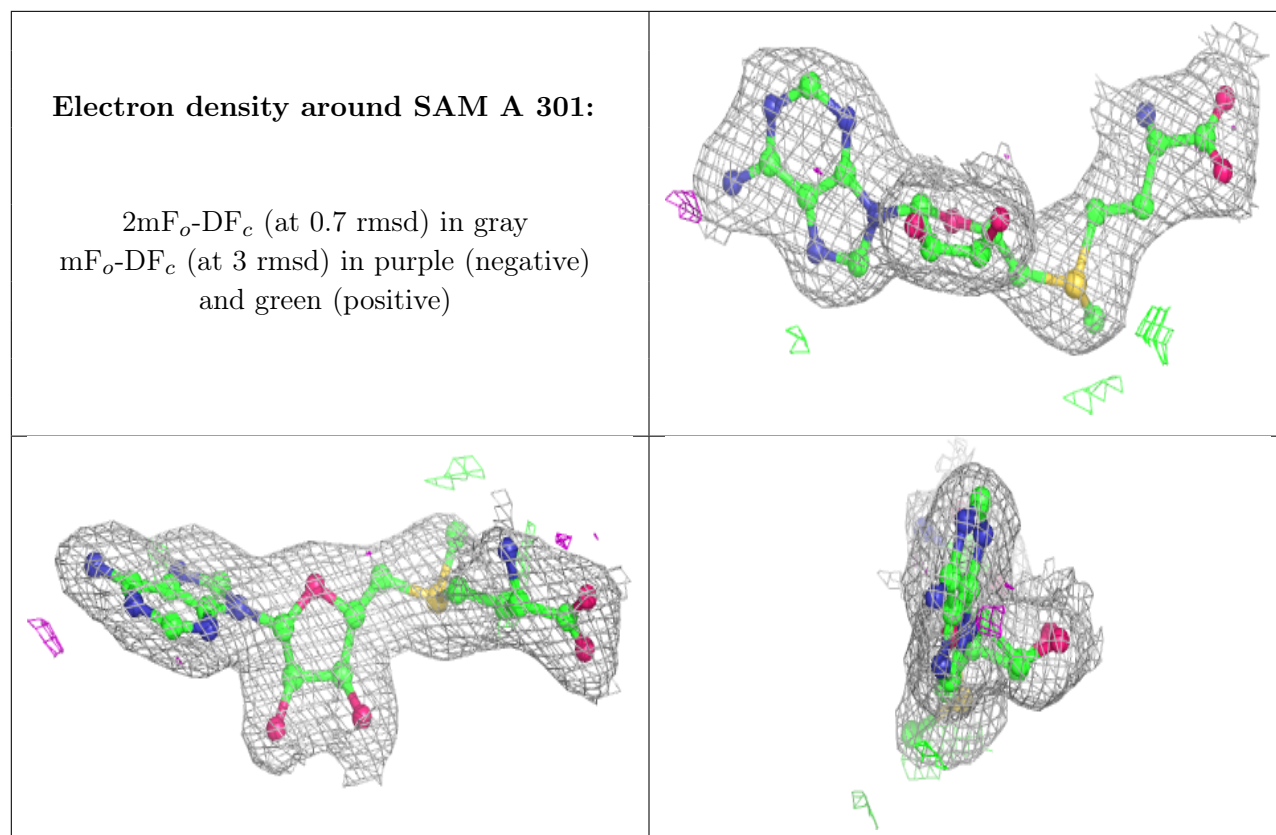 Electron density around SAM A 301:
2mFₒ-DF𝒸 (at 0.7 rmsd) in gray
mFₒ-DF𝒸 (at 3 rmsd) in purple (negative)
and green (positive)